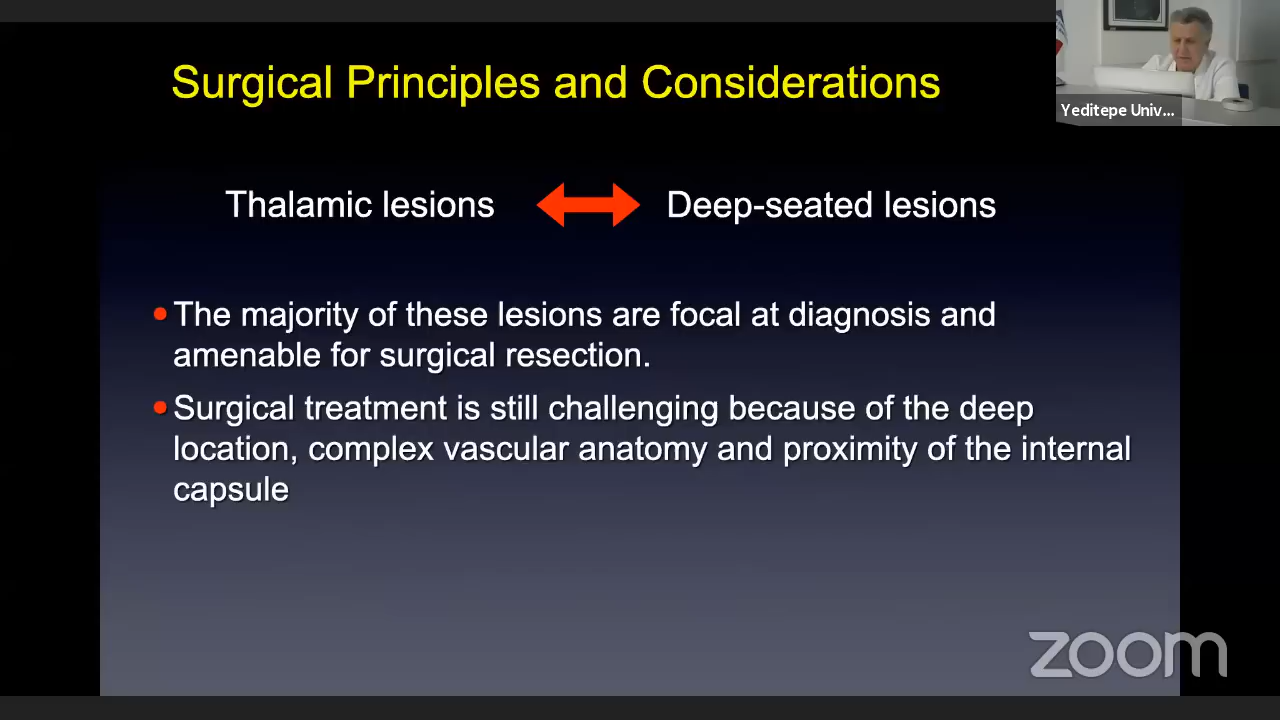 Surgical Principles and Considerations
Yeditepe Univ...
Thalamic lesions
Deep-seated lesions
•The majority of these lesions are focal at diagnosis and
amenable for surgical resection.
•Surgical treatment is still challenging because of the deep
location, complex vascular anatomy and proximity of the internal
capsule
zoom